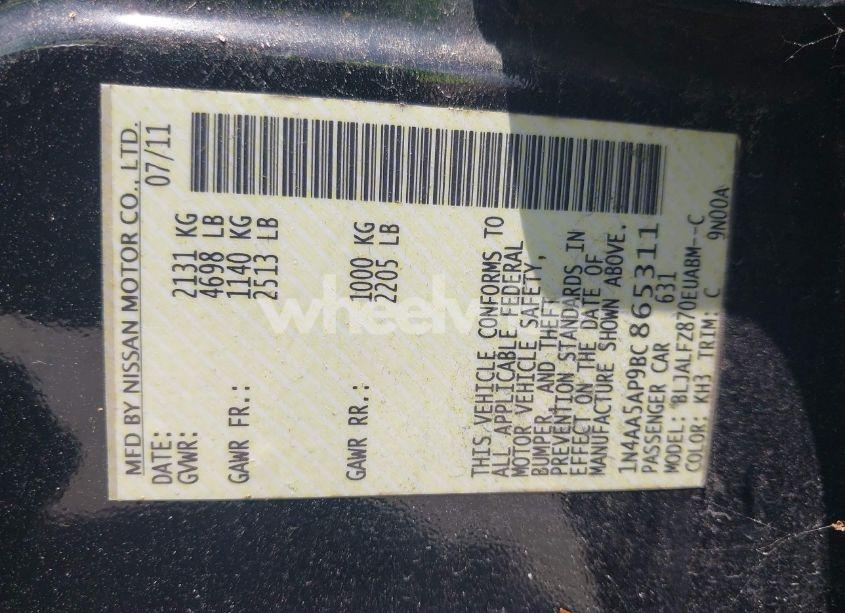 MFD BY NISSAN MOTOR CO., LTD.
DATE: 07/11
GVWR: 2131 KG
4698 LB
GAWR FR.: 1140 KG
2513 LB
GAWR RR.: 1000 KG
2205 LB
THIS VEHICLE CONFORMS TO
ALL APPLICABLE FEDERAL
MOTOR VEHICLE SAFETY,
BUMPER, AND THEFT
PREVENTION STANDARDS IN
EFFECT ON THE DATE OF
MANUFACTURE SHOWN ABOVE.
1N4AA5AP9BC865311
PASSENGER CAR 631
MODEL: BLJALFZ870EUABM--C
COLOR: KH3 TRIM: C 9N00A